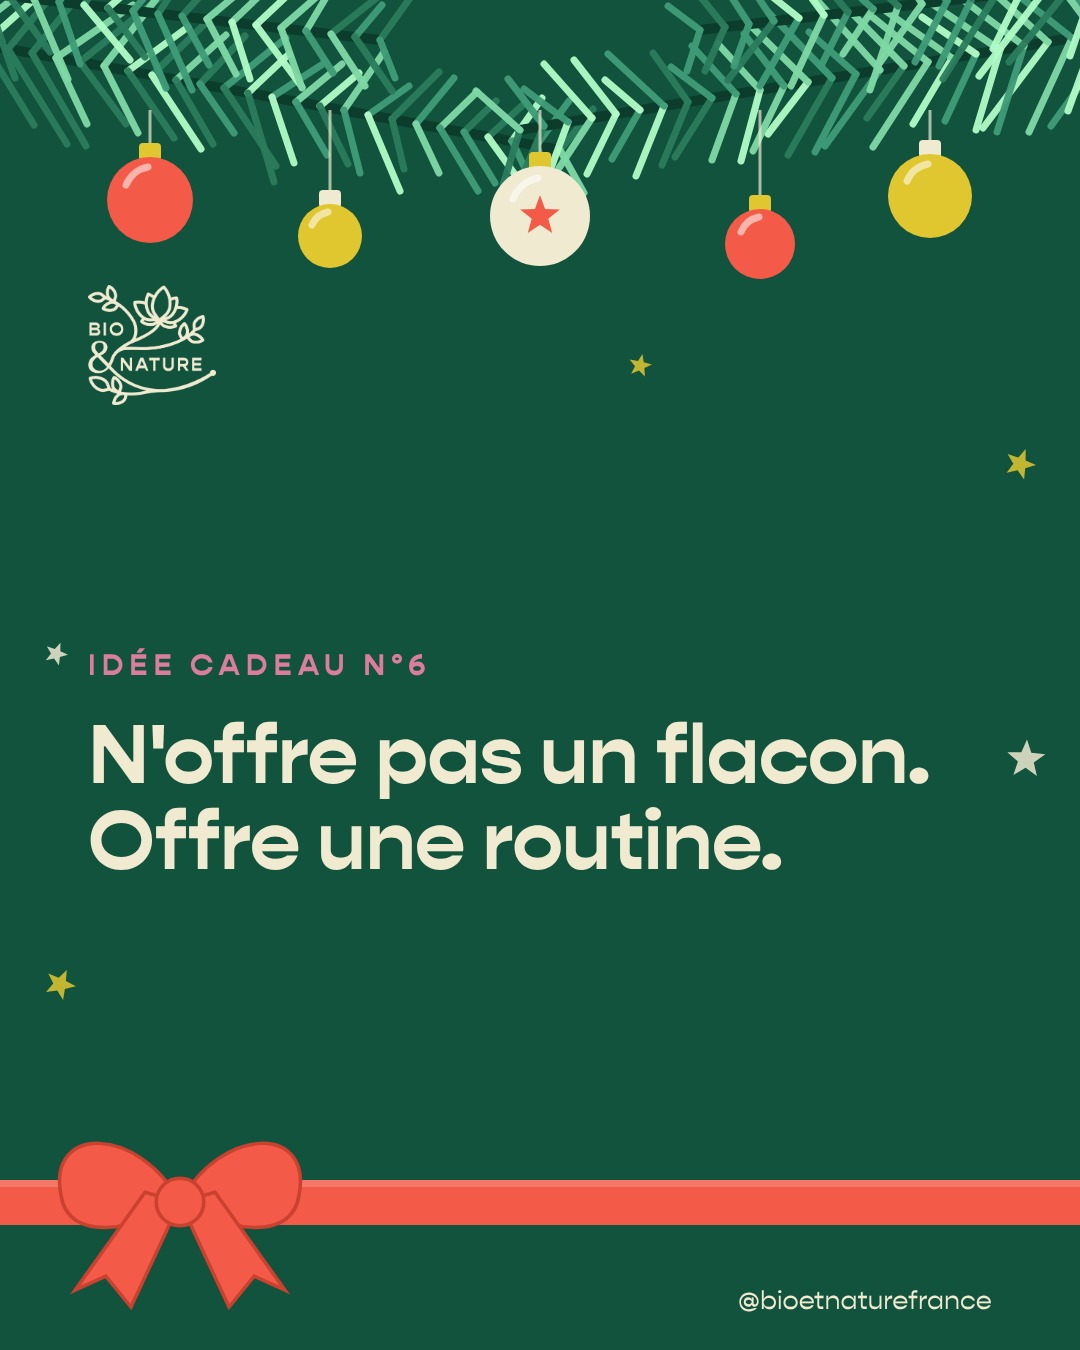 BIO
& NATURE
IDÉE CADEAU N°6
N'offre pas un flacon.
Offre une routine.
@bioetnaturefrance